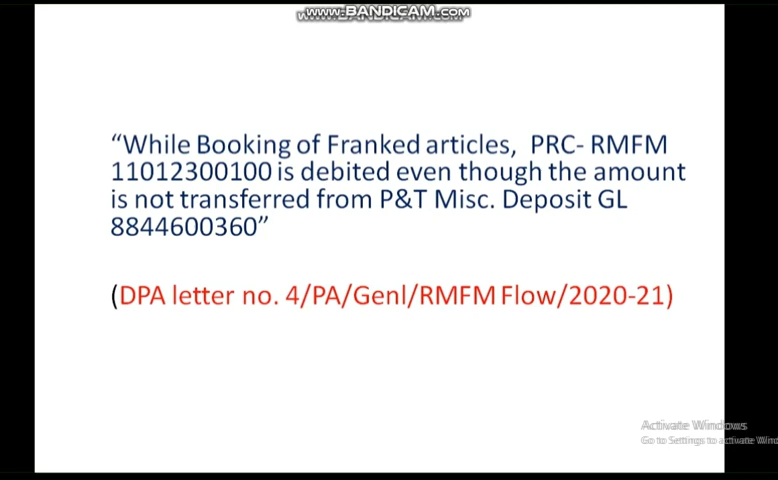 www.BANDICAM.com
“While Booking of Franked articles,  PRC- RMFM
11012300100 is debited even though the amount
is not transferred from P&T Misc. Deposit GL
8844600360”
(DPA letter no. 4/PA/Genl/RMFM Flow/2020-21)
Activate Windows
Go to Settings to activate Wind